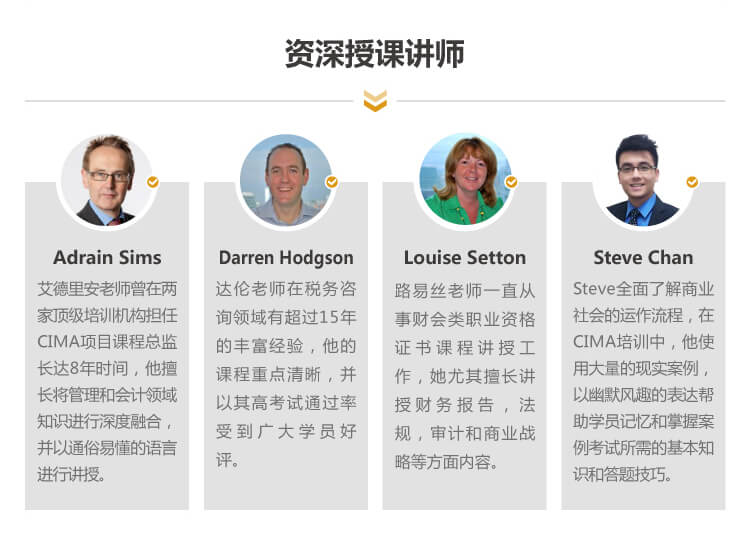 资深授课讲师
Adrain Sims
艾德里安老师曾在两
家顶级培训机构担任
CIMA项目课程总监
长达8年时间，他擅
长将管理和会计领域
知识进行深度融合，
并以通俗易懂的语言
进行讲授。
Darren Hodgson
达伦老师在税务咨
询领域有超过15年
的丰富经验，他的
课程重点清晰，并
以其高考试通过率
受到广大学员好
评。
Louise Setton
路易丝老师一直从
事财会类职业资格
证书课程讲授工
作，她尤其擅长讲
授财务报告，法
规，审计和商业战
略等方面内容。
Steve Chan
Steve全面了解商业
社会的运作流程，在
CIMA培训中，他使
用大量的现实案例，
以幽默风趣的表达帮
助学员记忆和掌握案
例考试所需的基本知
识和答题技巧。